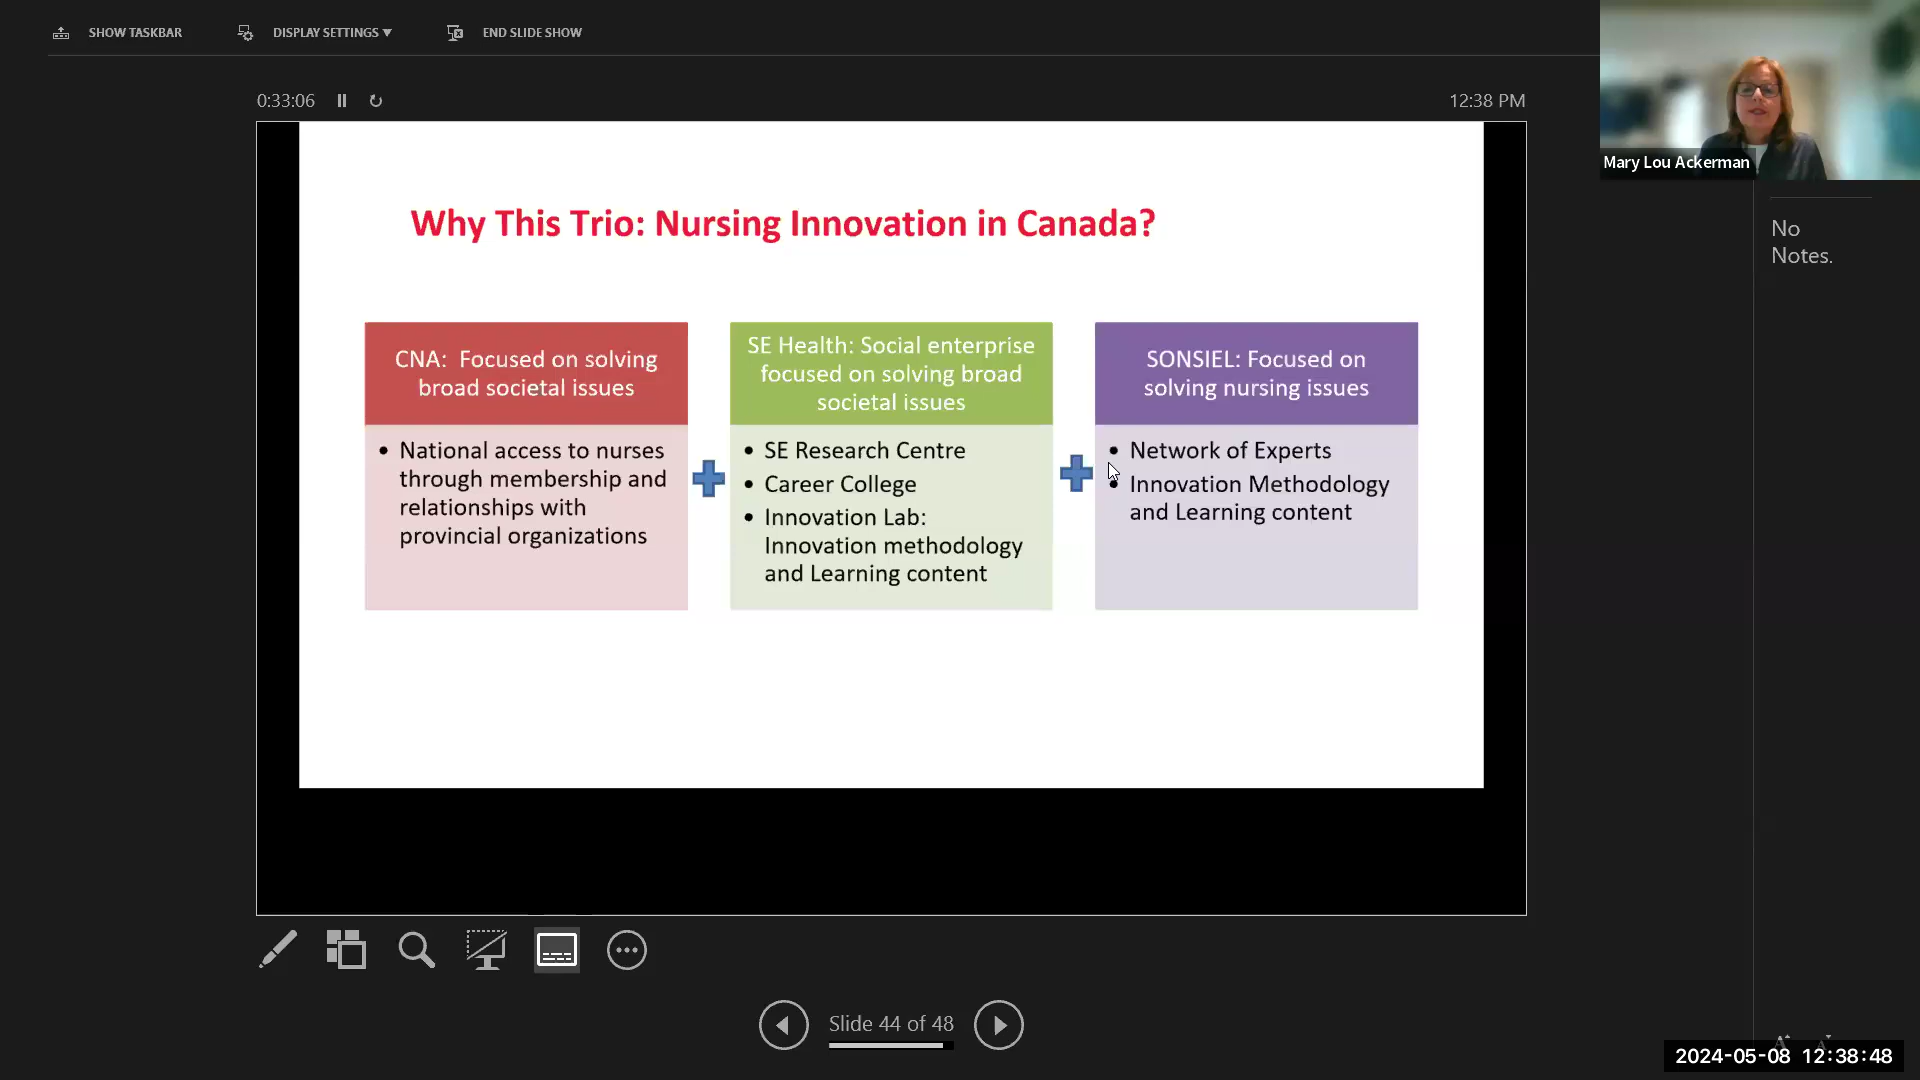 SHOW TASKBAR
DISPLAY SETTINGS ▼
END SLIDE SHOW
0:33:06
12:38 PM
Mary Lou Ackerman
No
Notes.
Why This Trio: Nursing Innovation in Canada?
CNA: Focused on solving
broad societal issues
• National access to nurses
through membership and
relationships with
provincial organizations
SE Health: Social enterprise
focused on solving broad
societal issues
• SE Research Centre
• Career College
• Innovation Lab:
Innovation methodology
and Learning content
SONSIEL: Focused on
solving nursing issues
• Network of Experts
• Innovation Methodology
and Learning content
Slide 44 of 48
2024-05-08 12:38:48